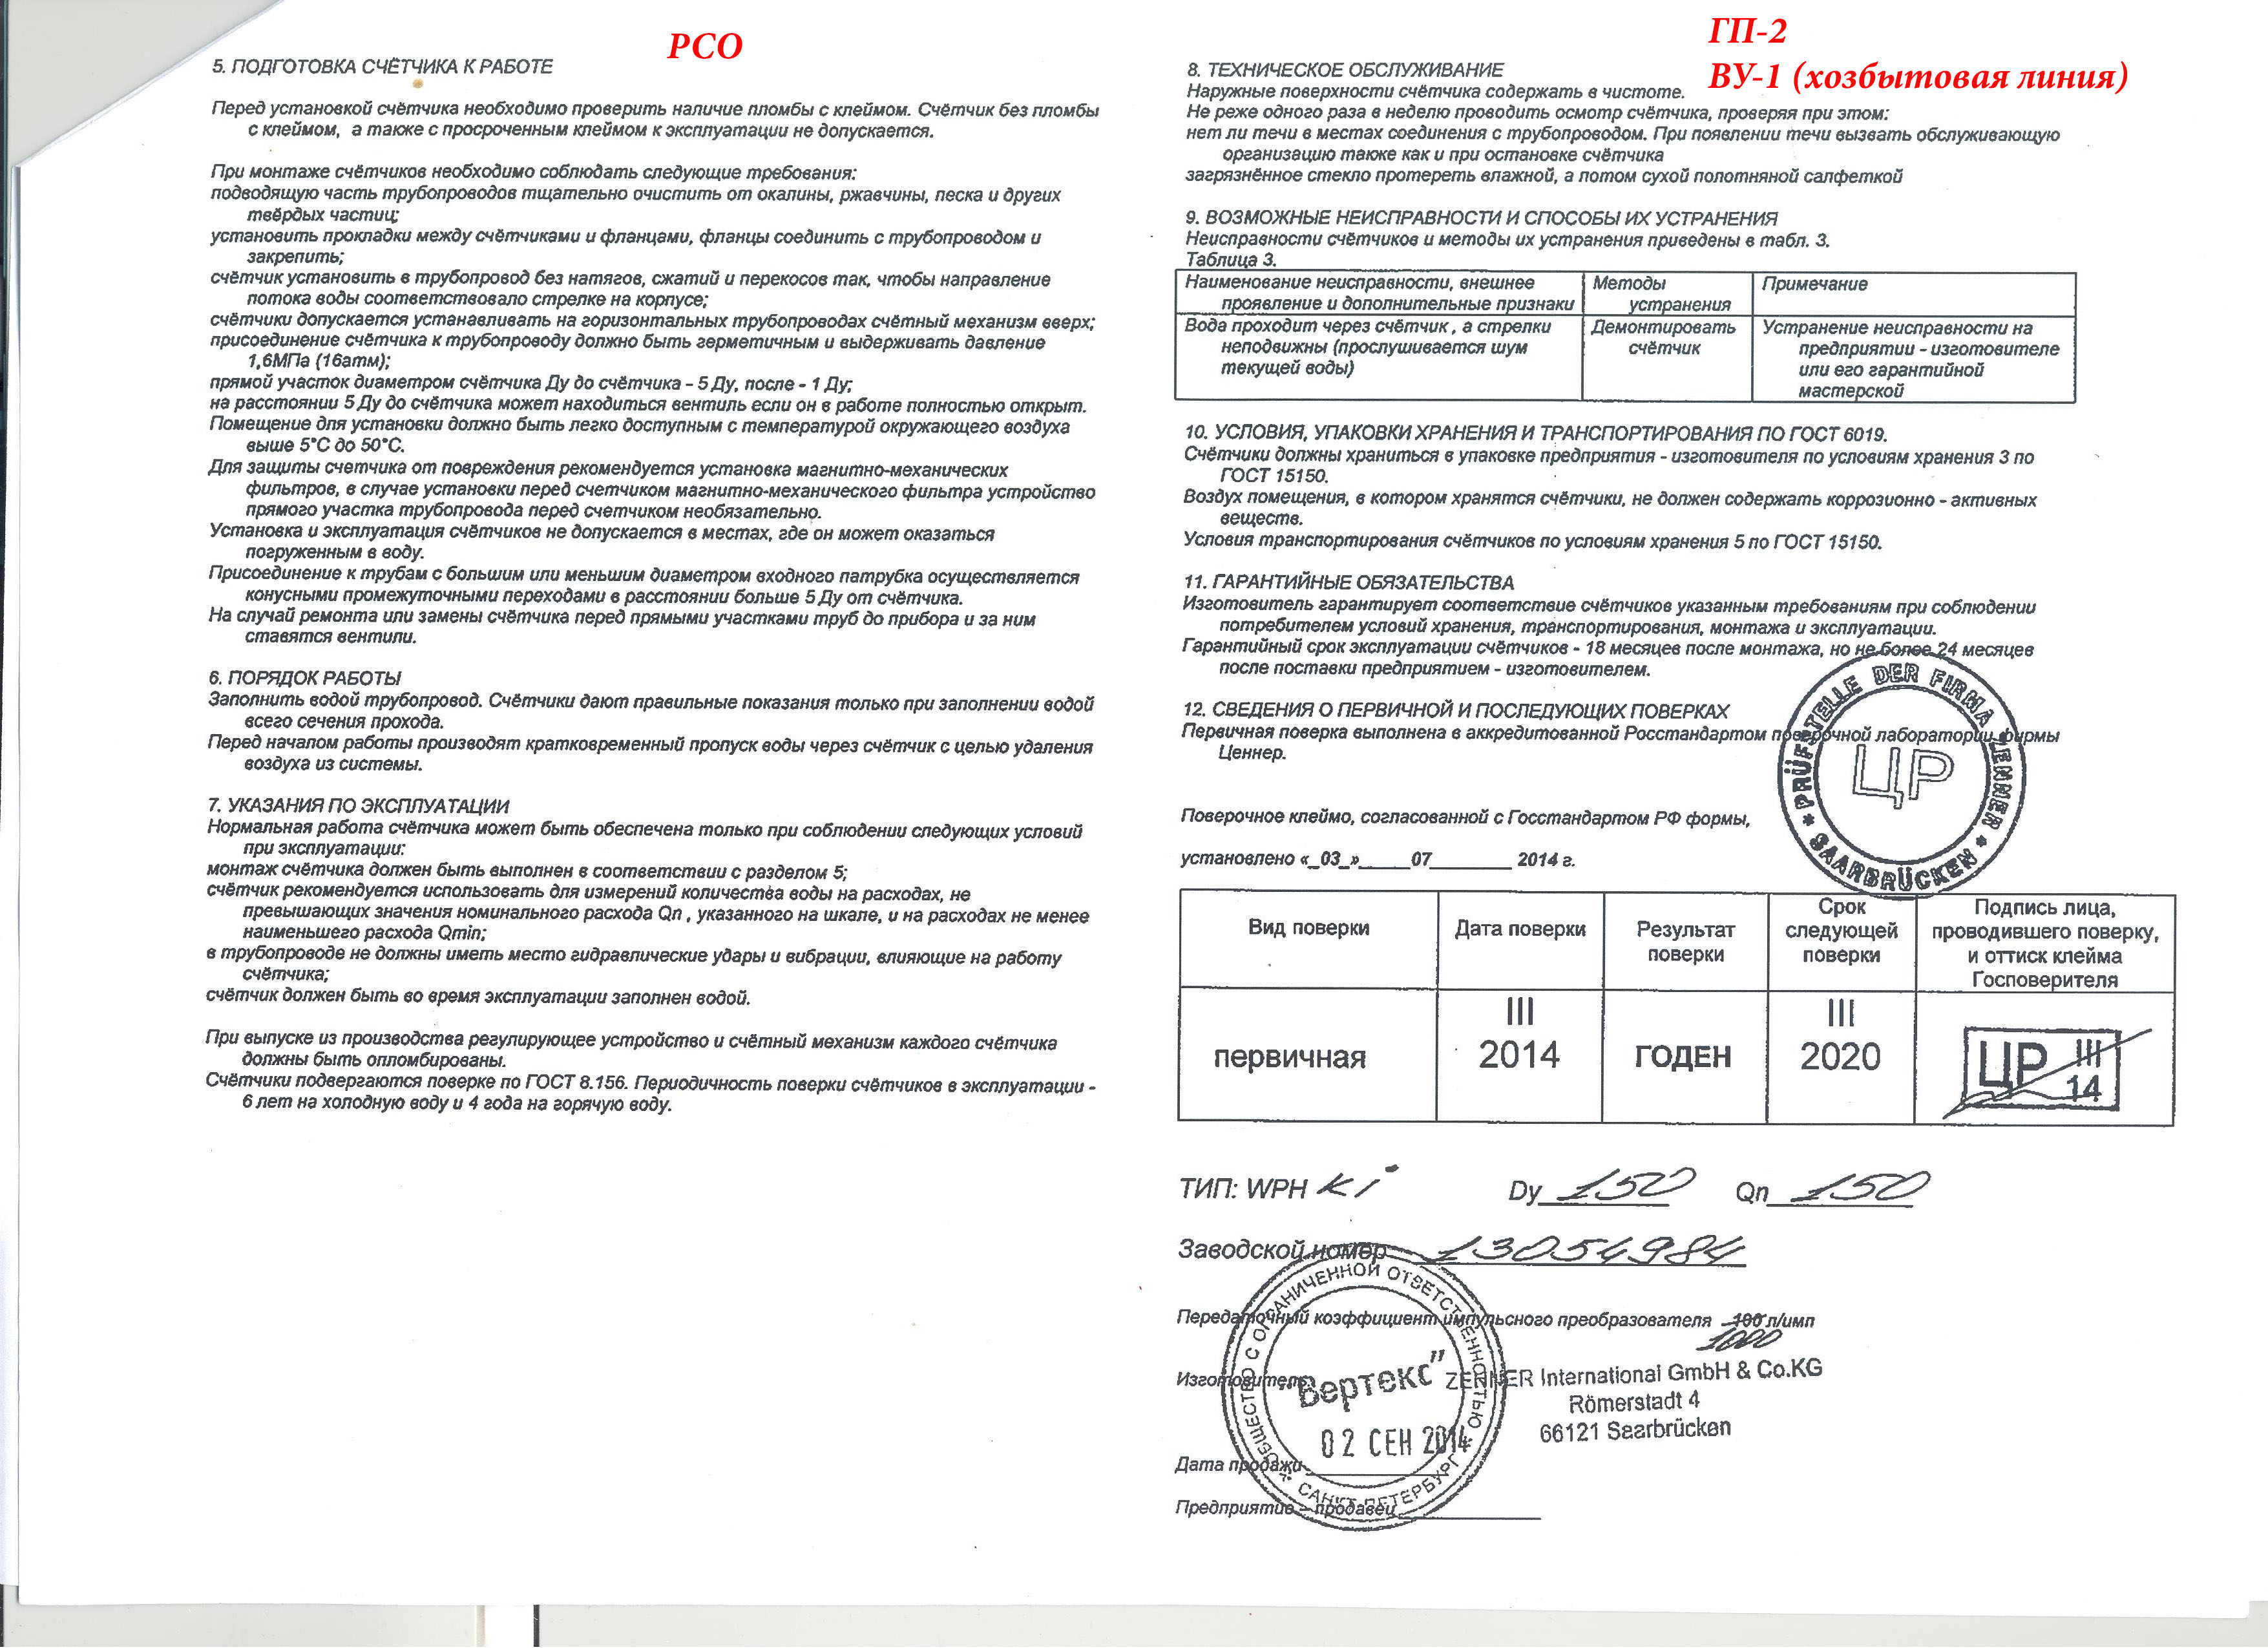 РСО
5. ПОДГОТОВКА СЧЁТЧИКА К РАБОТЕ
Перед установкой счётчика необходимо проверить наличие пломбы с клеймом. Счётчик без пломбы
с клеймом, а также с просроченным клеймом к эксплуатации не допускается.
При монтаже счётчиков необходимо соблюдать следующие требования:
подводящую часть трубопроводов тщательно очистить от окалины, ржавчины, песка и других
твёрдых частиц;
установить прокладки между счётчиками и фланцами, фланцы соединить с трубопроводом и
закрепить;
счётчик установить в трубопровод без натягов, сжатий и перекосов так, чтобы направление
потока воды соответствовало стрелке на корпусе;
счётчики допускается устанавливать на горизонтальных трубопроводах счётный механизм вверх;
присоединение счётчика к трубопроводу должно быть герметичным и выдерживать давление
1,6МПа (16атм);
прямой участок диаметром счётчика Ду до счётчика - 5 Ду, после - 1 Ду;
на расстоянии 5 Ду до счётчика может находиться вентиль если он в работе полностью открыт.
Помещение для установки должно быть легко доступным с температурой окружающего воздуха
выше 5°С до 50°С.
Для защиты счетчика от повреждения рекомендуется установка магнитно-механических
фильтров, в случае установки перед счетчиком магнитно-механического фильтра устройство
прямого участка трубопровода перед счетчиком необязательно.
Установка и эксплуатация счётчиков не допускается в местах, где он может оказаться
погруженным в воду.
Присоединение к трубам с большим или меньшим диаметром входного патрубка осуществляется
конусными промежуточными переходами в расстоянии больше 5 Ду от счётчика.
На случай ремонта или замены счётчика перед прямыми участками труб до прибора и за ним
ставятся вентили.
6. ПОРЯДОК РАБОТЫ
Заполнить водой трубопровод. Счётчики дают правильные показания только при заполнении водой
всего сечения прохода.
Перед началом работы производят кратковременный пропуск воды через счётчик с целью удаления
воздуха из системы.
7. УКАЗАНИЯ ПО ЭКСПЛУАТАЦИИ
Нормальная работа счётчика может быть обеспечена только при соблюдении следующих условий
при эксплуатации:
монтаж счётчика должен быть выполнен в соответствии с разделом 5;
счётчик рекомендуется использовать для измерений количества воды на расходах, не
превышающих значения номинального расхода Qn , указанного на шкале, и на расходах не менее
наименьшего расхода Qmin;
в трубопроводе не должны иметь место гидравлические удары и вибрации, влияющие на работу
счётчика;
счётчик должен быть во время эксплуатации заполнен водой.
При выпуске из производства регулирующее устройство и счётный механизм каждого счётчика
должны быть опломбированы.
Счётчики подвергаются поверке по ГОСТ 8.156. Периодичность поверки счётчиков в эксплуатации -
6 лет на холодную воду и 4 года на горячую воду.
ГП-2
ВУ-1 (хозбытовая линия)
8. ТЕХНИЧЕСКОЕ ОБСЛУЖИВАНИЕ
Наружные поверхности счётчика содержать в чистоте.
Не реже одного раза в неделю проводить осмотр счётчика, проверяя при этом:
нет ли течи в местах соединения с трубопроводом. При появлении течи вызвать обслуживающую
организацию также как и при остановке счётчика
загрязнённое стекло протереть влажной, а потом сухой полотняной салфеткой
9. ВОЗМОЖНЫЕ НЕИСПРАВНОСТИ И СПОСОБЫ ИХ УСТРАНЕНИЯ
Неисправности счётчиков и методы их устранения приведены в табл. 3.
Таблица 3.
Наименование неисправности, внешнее
проявление и дополнительные признаки
Методы
устранения
Примечание
Вода проходит через счётчик , а стрелки
неподвижны (прослушивается шум
текущей воды)
Демонтировать
счётчик
Устранение неисправности на
предприятии - изготовителе
или его гарантийной
мастерской
10. УСЛОВИЯ, УПАКОВКИ ХРАНЕНИЯ И ТРАНСПОРТИРОВАНИЯ ПО ГОСТ 6019.
Счётчики должны храниться в упаковке предприятия - изготовителя по условиям хранения 3 по
ГОСТ 15150.
Воздух помещения, в котором хранятся счётчики, не должен содержать коррозионно - активных
веществ.
Условия транспортирования счётчиков по условиям хранения 5 по ГОСТ 15150.
11. ГАРАНТИЙНЫЕ ОБЯЗАТЕЛЬСТВА
Изготовитель гарантирует соответствие счётчиков указанным требованиям при соблюдении
потребителем условий хранения, транспортирования, монтажа и эксплуатации.
Гарантийный срок эксплуатации счётчиков - 18 месяцев после монтажа, но не более 24 месяцев
после поставки предприятием - изготовителем.
12. СВЕДЕНИЯ О ПЕРВИЧНОЙ И ПОСЛЕДУЮЩИХ ПОВЕРКАХ
Первичная поверка выполнена в аккредитованной Росстандартом поверочной лаборатории фирмы
Ценнер.
* PRÜFSTELLE DER FIRMA ZENNER * SAARBRÜCKEN
ЦР
Поверочное клеймо, согласованной с Госстандартом РФ формы,
установлено «_03_»_____07________ 2014 г.
Вид поверки
Дата поверки
Результат
поверки
Срок
следующей
поверки
Подпись лица,
проводившего поверку,
и оттиск клейма
Госповерителя
первичная
III
2014
ГОДЕН
III
2020
ЦР III
14
ТИП: WPH Ki Dy 150 Qn 150
Заводской номер 13054984
Передаточный коэффициент импульсного преобразователя 100 л/имп
1000
Изготовитель ZENNER International GmbH & Co.KG
Römerstadt 4
66121 Saarbrücken
ОБЩЕСТВО С ОГРАНИЧЕННОЙ ОТВЕТСТВЕННОСТЬЮ * САНКТ-ПЕТЕРБУРГ *
"Вертекс"
02 СЕН 2014
Дата продажи
Предприятие – продавец